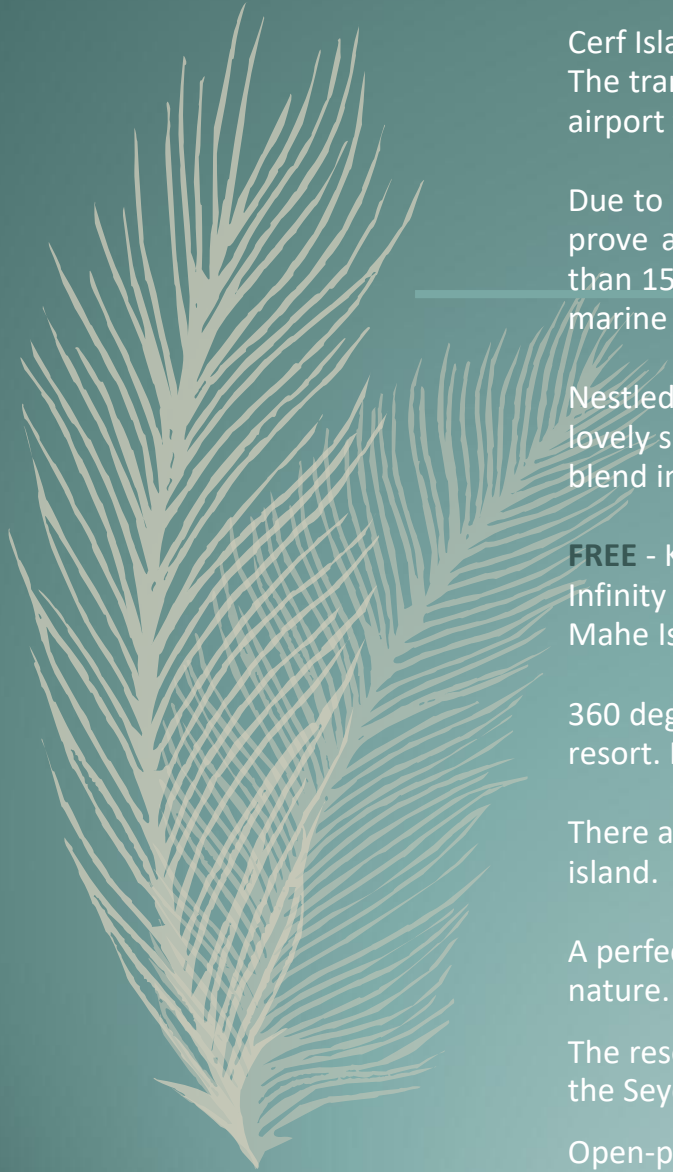 Cerf Isla
The tran
airport
Due to
prove a
than 15
marine
Nestled
lovely s
blend in
FREE - K
Infinity
Mahe Is
360 deg
resort.
There a
island.
A perfec
nature.
The reso
the Sey
Open-p